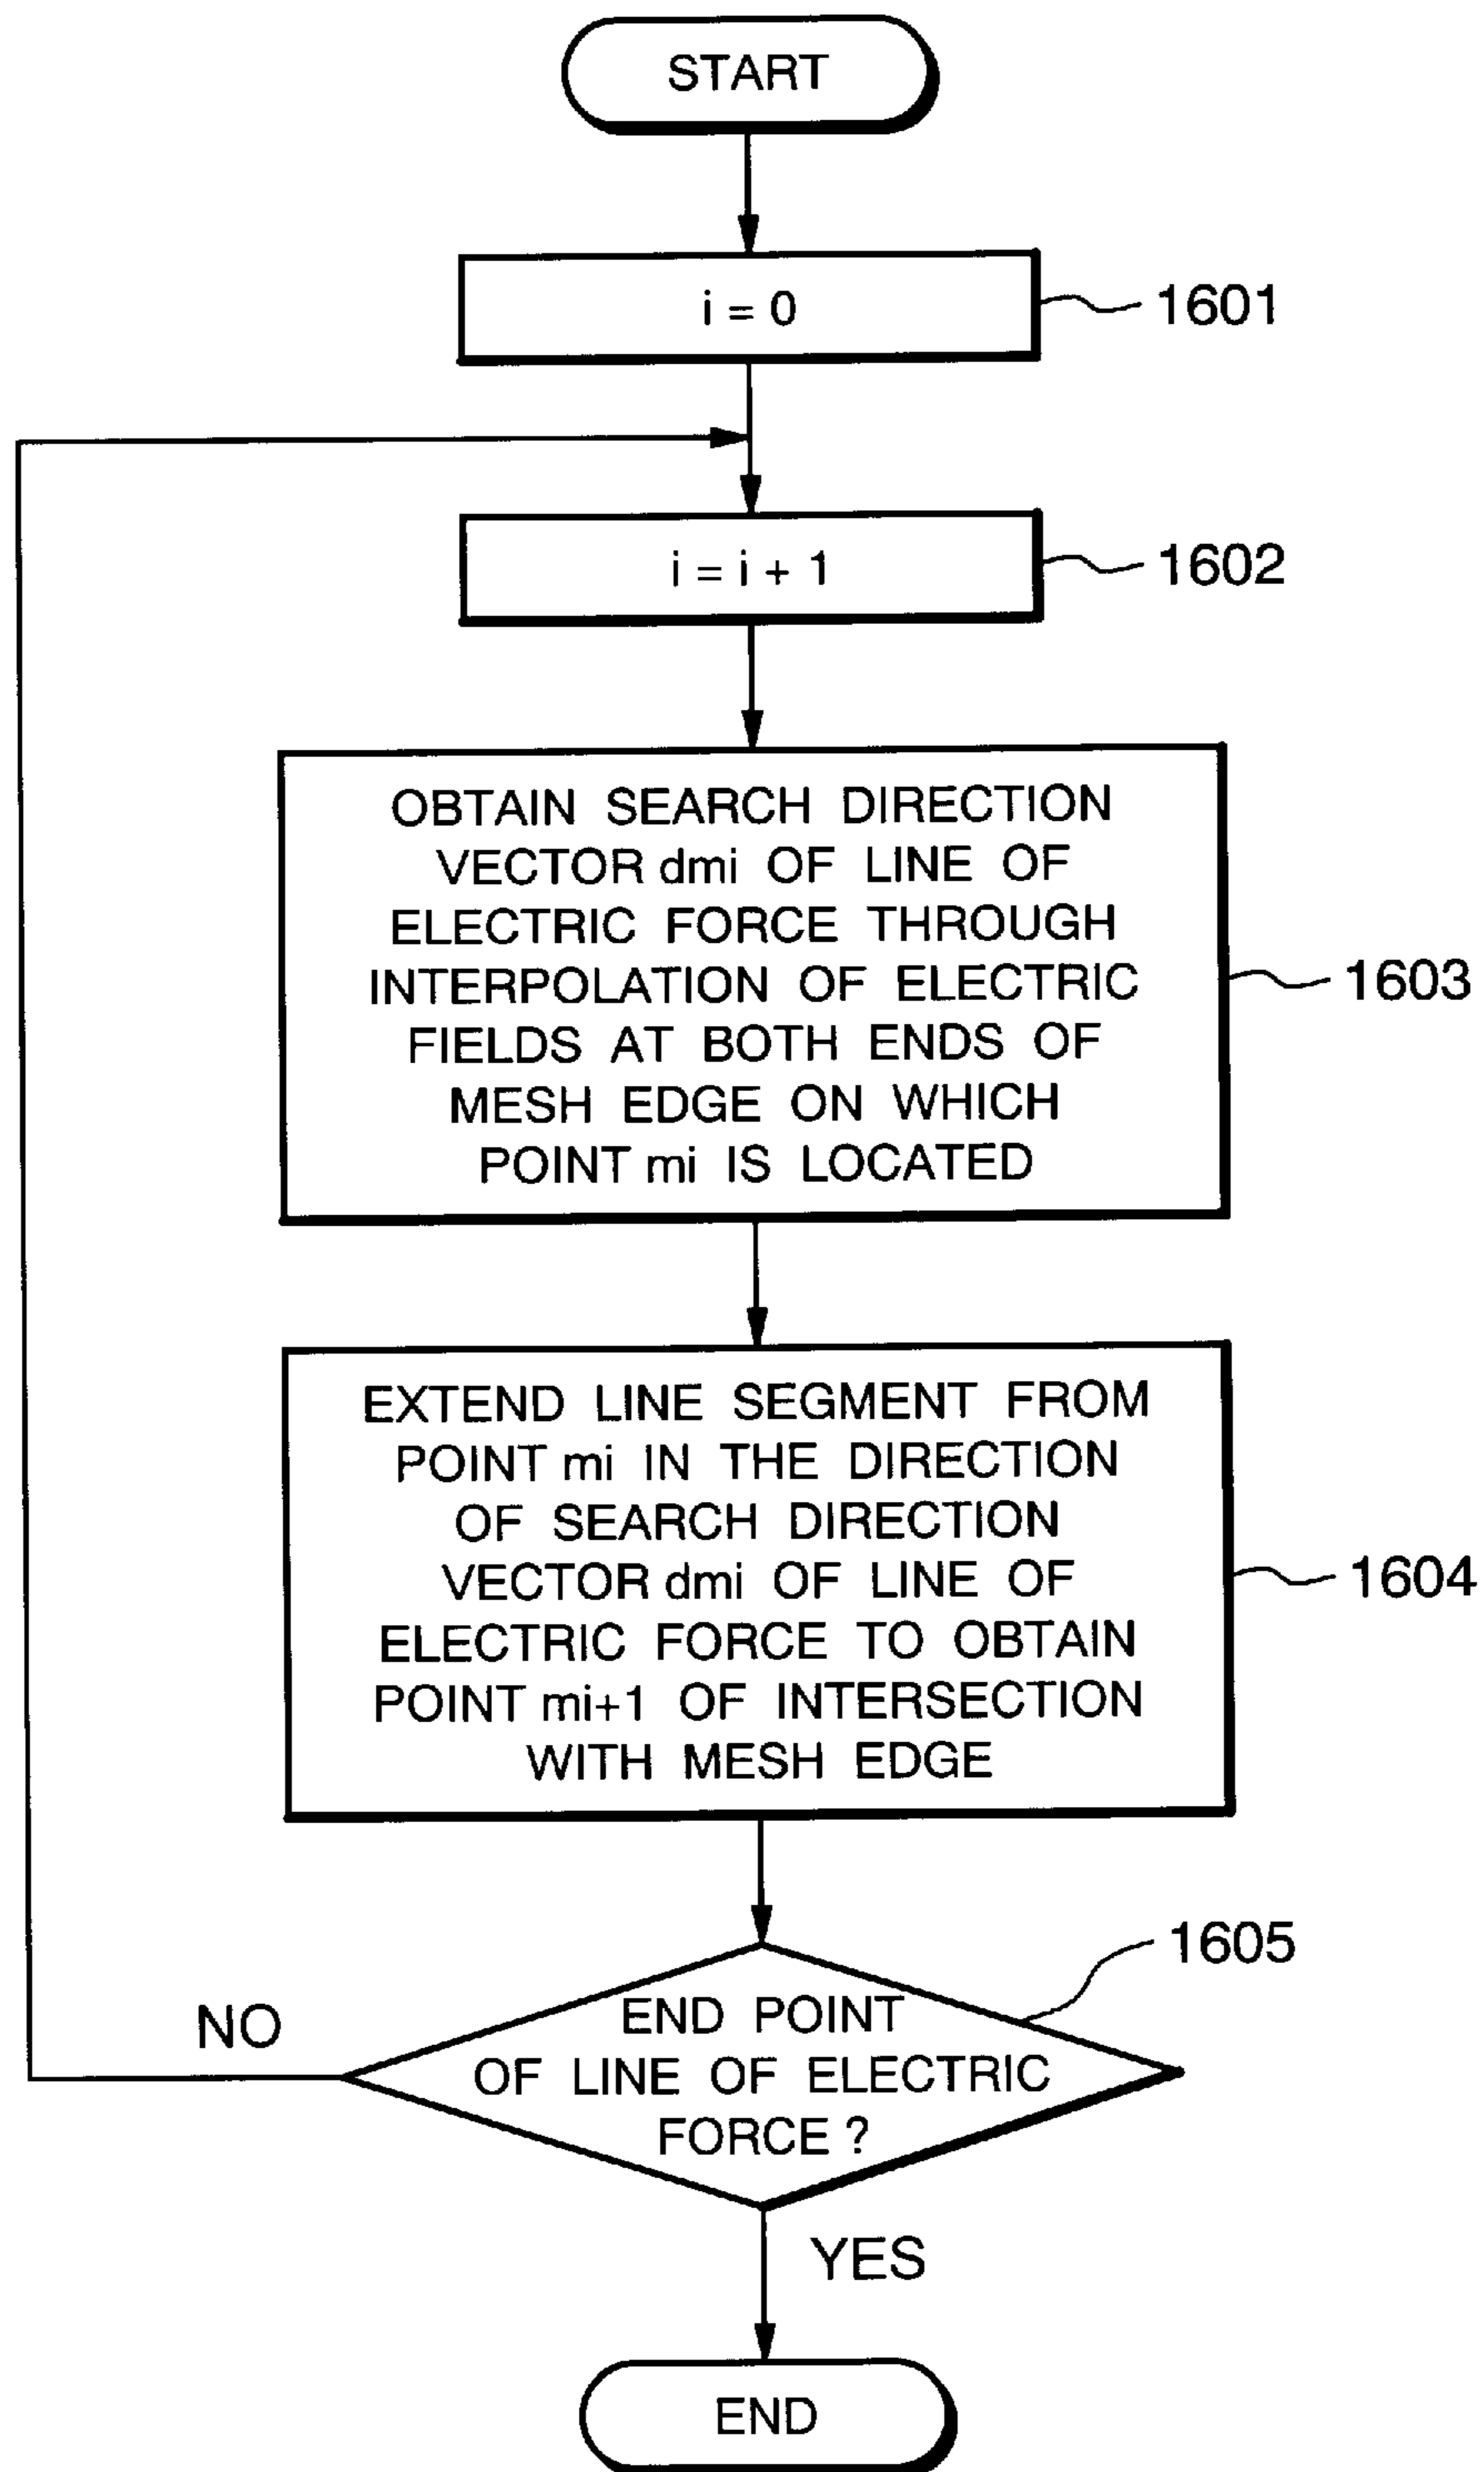 START
i = 0
1601
i = i + 1
1602
OBTAIN SEARCH DIRECTION
VECTOR dmi OF LINE OF
ELECTRIC FORCE THROUGH
INTERPOLATION OF ELECTRIC
FIELDS AT BOTH ENDS OF
MESH EDGE ON WHICH
POINT mi IS LOCATED
1603
EXTEND LINE SEGMENT FROM
POINT mi IN THE DIRECTION
OF SEARCH DIRECTION
VECTOR dmi OF LINE OF
ELECTRIC FORCE TO OBTAIN
POINT mi+1 OF INTERSECTION
WITH MESH EDGE
1604
1605
END POINT
OF LINE OF ELECTRIC
FORCE ?
NO
YES
END